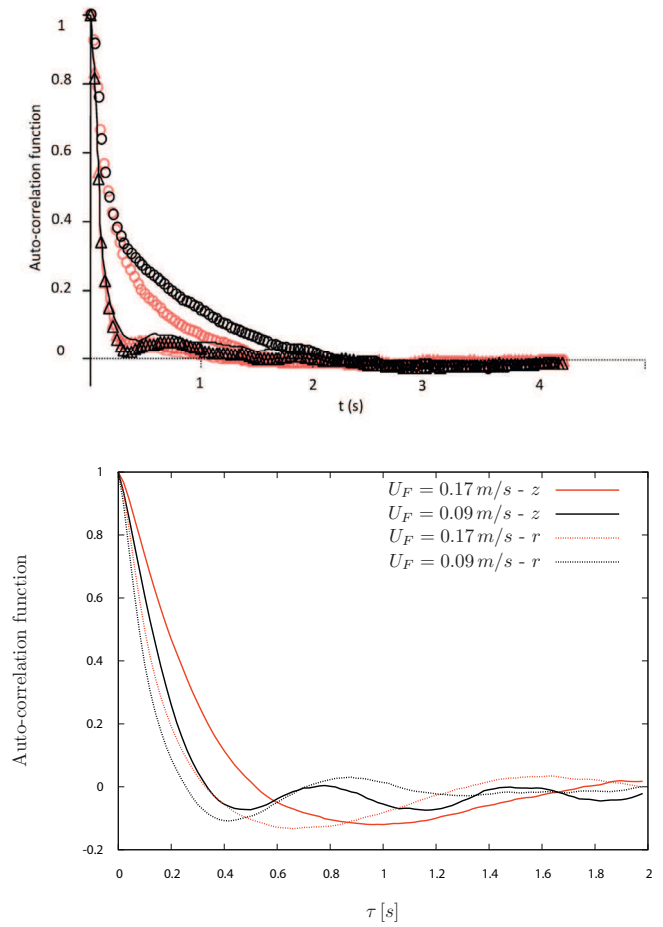 1
0.8
0.6
0.4
0.2
0
Auto-correlation function
1
2
3
4
t (s)
1
0.8
0.6
0.4
0.2
0
-0.2
Auto-correlation function
U_F = 0.17 m/s - z
U_F = 0.09 m/s - z
U_F = 0.17 m/s - r
U_F = 0.09 m/s - r
0 0.2 0.4 0.6 0.8 1 1.2 1.4 1.6 1.8 2
τ [s]